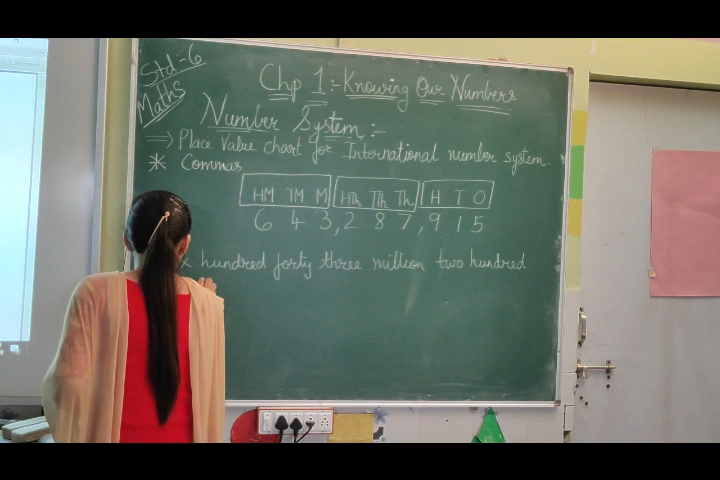 Std-6
Maths
Chp 1:- Knowing Our Numbers
Number System:-
⇒ Place Value chart for International number system.
* Commas
HM TM M HTh TTh Th H T O
6 4 3, 2 8 7, 9 1 5
x hundred forty three million two hundred